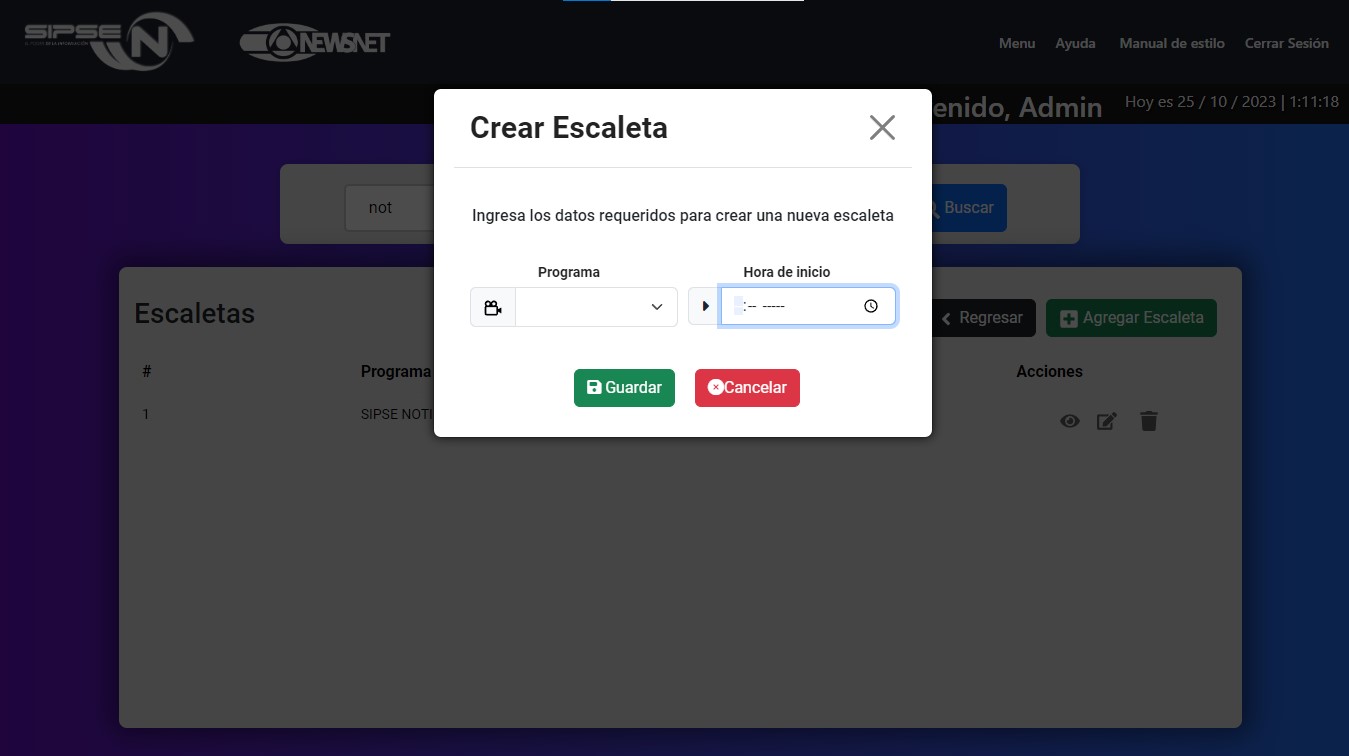 SIPSE
N
NEWSNET
Menu
Ayuda
Manual de estilo
Cerrar Sesión
enido, Admin
Hoy es 25 / 10 / 2023 | 1:11:18
Crear Escaleta
not
Buscar
Ingresa los datos requeridos para crear una nueva escaleta
Programa
Hora de inicio
:-- -----
Escaletas
Regresar
Agregar Escaleta
Guardar
Cancelar
#
Programa
Acciones
1
SIPSE NOTI